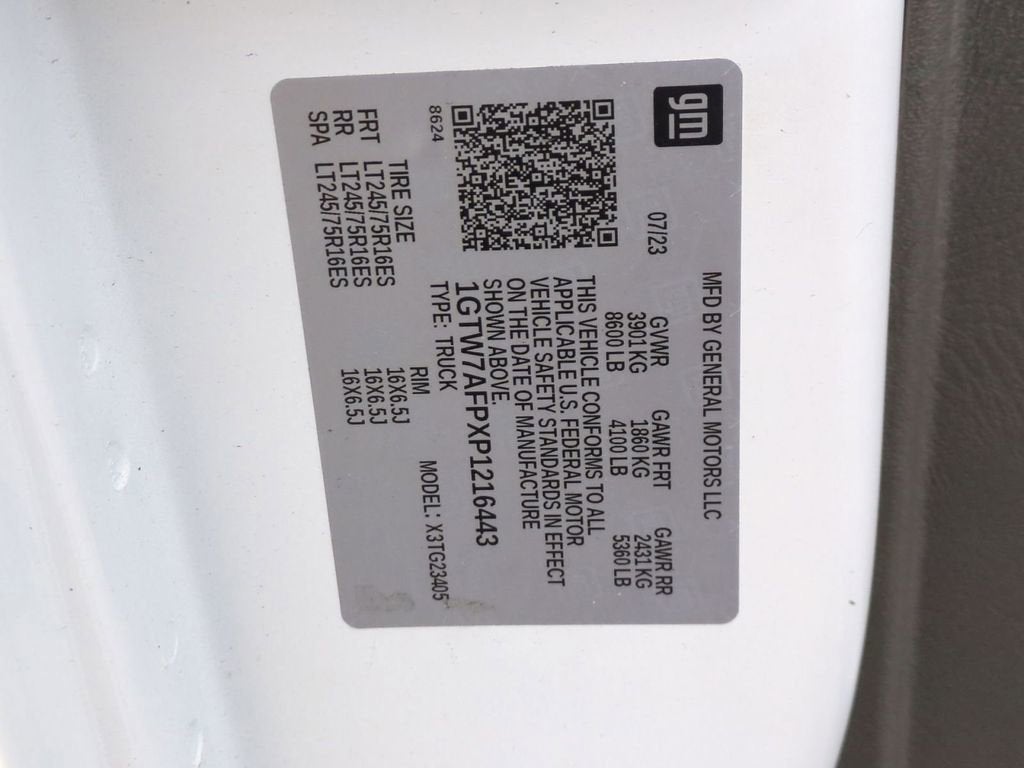 gm
MFD BY GENERAL MOTORS LLC
07/23
GVWR GAWR FRT GAWR RR
3901 KG 1860 KG 2431 KG
8600 LB 4100 LB 5360 LB
THIS VEHICLE CONFORMS TO ALL
APPLICABLE U.S. FEDERAL MOTOR
VEHICLE SAFETY STANDARDS IN EFFECT
ON THE DATE OF MANUFACTURE
SHOWN ABOVE.
1GTW7AFPXP1216443
8624
TYPE: TRUCK MODEL: X3TG23405
TIRE SIZE RIM
FRT LT245/75R16ES 16X6.5J
RR LT245/75R16ES 16X6.5J
SPA LT245/75R16ES 16X6.5J